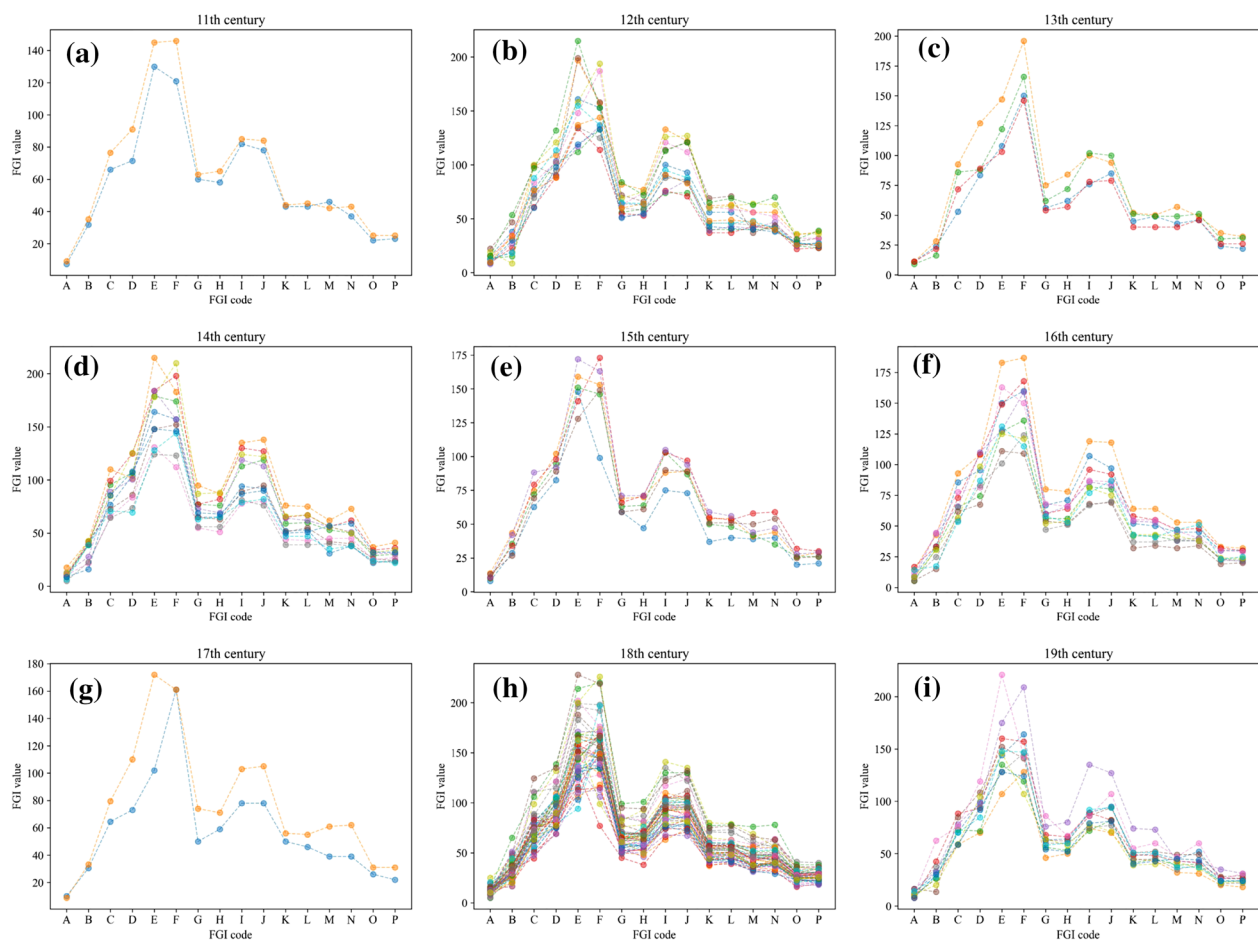 11th century
(a)
FGI value
140
120
100
80
60
40
20
A B C D E F G H I J K L M N O P
FGI code
12th century
(b)
FGI value
200
150
100
50
0
A B C D E F G H I J K L M N O P
FGI code
13th century
(c)
FGI value
200
175
150
125
100
75
50
25
0
A B C D E F G H I J K L M N O P
FGI code
14th century
(d)
FGI value
200
150
100
50
0
A B C D E F G H I J K L M N O P
FGI code
15th century
(e)
FGI value
175
150
125
100
75
50
25
0
A B C D E F G H I J K L M N O P
FGI code
16th century
(f)
FGI value
175
150
125
100
75
50
25
0
A B C D E F G H I J K L M N O P
FGI code
17th century
(g)
FGI value
180
160
140
120
100
80
60
40
20
A B C D E F G H I J K L M N O P
FGI code
18th century
(h)
FGI value
200
150
100
50
0
A B C D E F G H I J K L M N O P
FGI code
19th century
(i)
FGI value
200
150
100
50
0
A B C D E F G H I J K L M N O P
FGI code